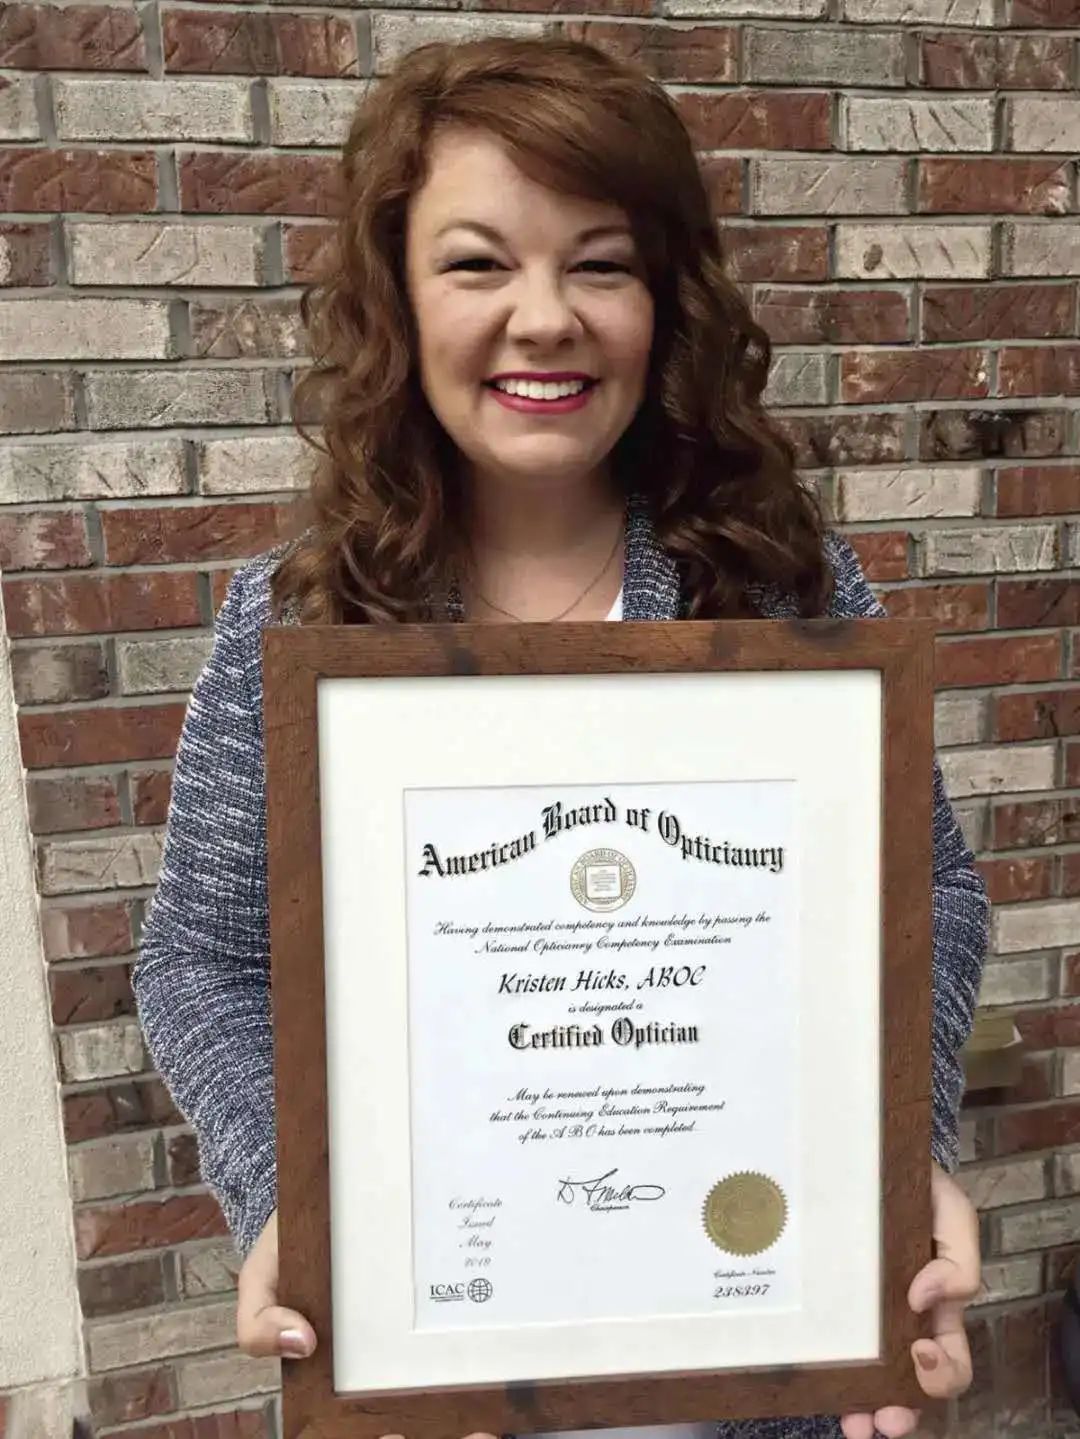 American Board of Opticianry
Having demonstrated competency and knowledge by passing the
National Opticianry Competency Examination
Kristen Hicks, ABOC
is designated a
Certified Optician
May be renewed upon demonstrating
that the Continuing Education Requirement
of the A B O has been completed.
Chairperson
Certificate
Issued
May
2019
ICAC
Certificate Number
238397